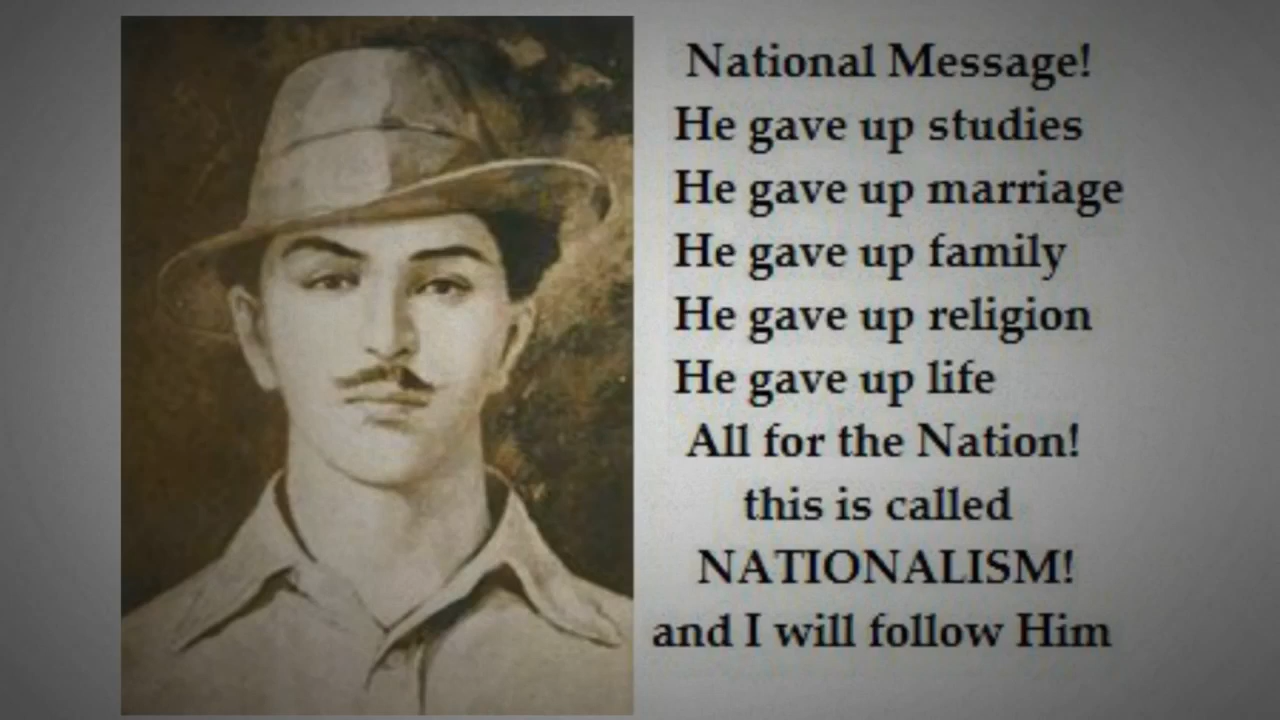 National Message!
He gave up studies
He gave up marriage
He gave up family
He gave up religion
He gave up life
All for the Nation!
this is called
NATIONALISM!
and I will follow Him